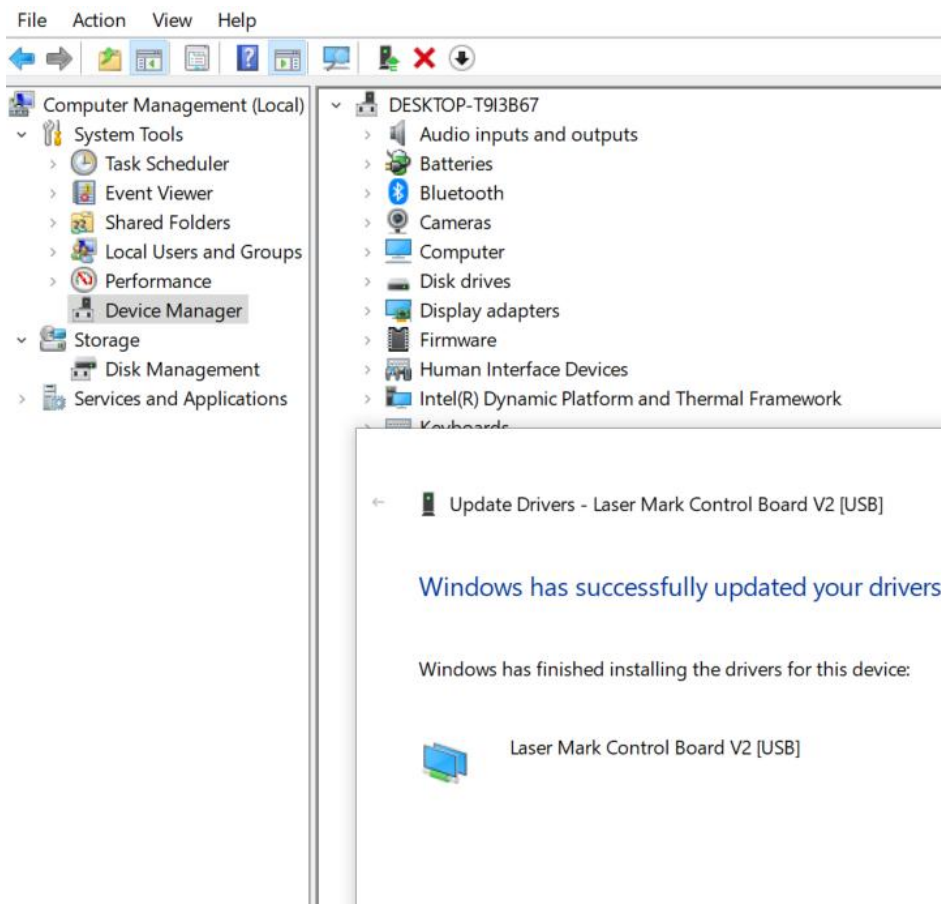 File Action View Help
Computer Management (Local)
System Tools
Task Scheduler
Event Viewer
Shared Folders
Local Users and Groups
Performance
Device Manager
Storage
Disk Management
Services and Applications
DESKTOP-T9I3B67
Audio inputs and outputs
Batteries
Bluetooth
Cameras
Computer
Disk drives
Display adapters
Firmware
Human Interface Devices
Intel(R) Dynamic Platform and Thermal Framework
Keyboards
Update Drivers - Laser Mark Control Board V2 [USB]
Windows has successfully updated your drivers
Windows has finished installing the drivers for this device:
Laser Mark Control Board V2 [USB]